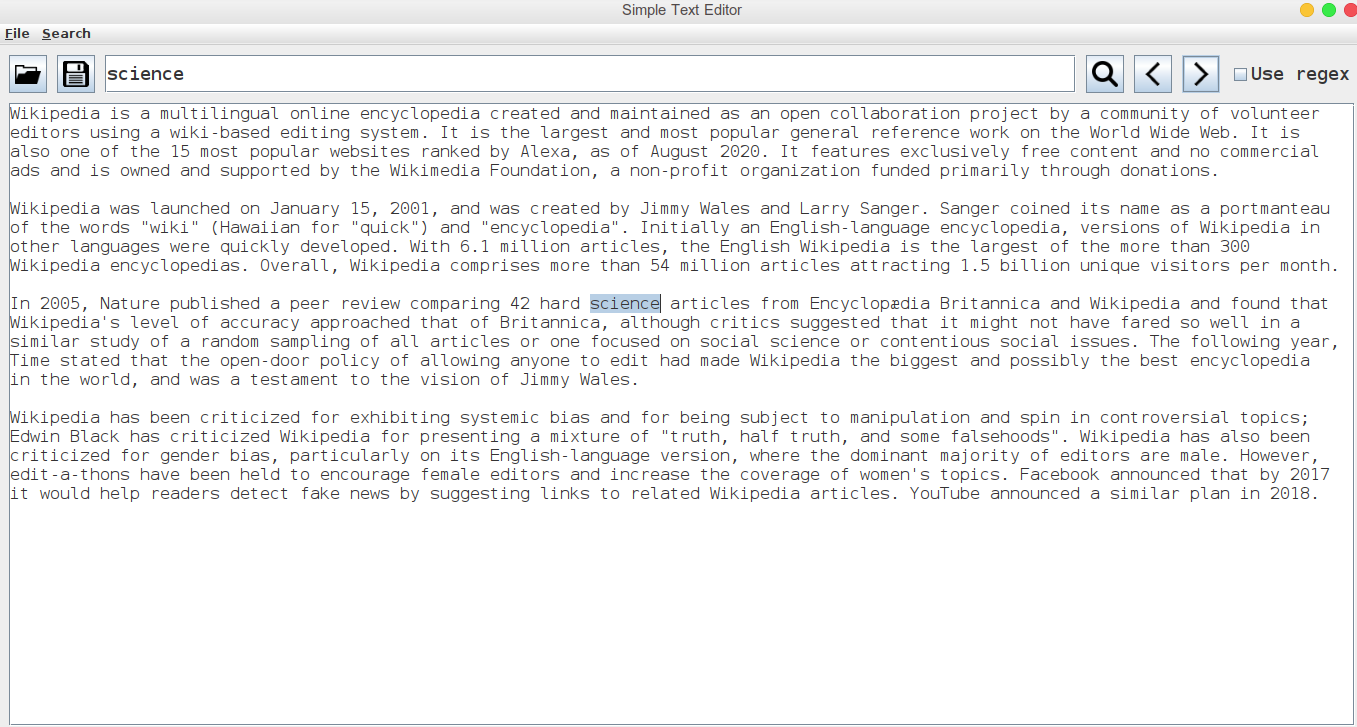 Simple Text Editor
File Search
science
Use regex
Wikipedia is a multilingual online encyclopedia created and maintained as an open collaboration project by a community of volunteer
editors using a wiki-based editing system. It is the largest and most popular general reference work on the World Wide Web. It is
also one of the 15 most popular websites ranked by Alexa, as of August 2020. It features exclusively free content and no commercial
ads and is owned and supported by the Wikimedia Foundation, a non-profit organization funded primarily through donations.
Wikipedia was launched on January 15, 2001, and was created by Jimmy Wales and Larry Sanger. Sanger coined its name as a portmanteau
of the words "wiki" (Hawaiian for "quick") and "encyclopedia". Initially an English-language encyclopedia, versions of Wikipedia in
other languages were quickly developed. With 6.1 million articles, the English Wikipedia is the largest of the more than 300
Wikipedia encyclopedias. Overall, Wikipedia comprises more than 54 million articles attracting 1.5 billion unique visitors per month.
In 2005, Nature published a peer review comparing 42 hard science articles from Encyclopædia Britannica and Wikipedia and found that
Wikipedia's level of accuracy approached that of Britannica, although critics suggested that it might not have fared so well in a
similar study of a random sampling of all articles or one focused on social science or contentious social issues. The following year,
Time stated that the open-door policy of allowing anyone to edit had made Wikipedia the biggest and possibly the best encyclopedia
in the world, and was a testament to the vision of Jimmy Wales.
Wikipedia has been criticized for exhibiting systemic bias and for being subject to manipulation and spin in controversial topics;
Edwin Black has criticized Wikipedia for presenting a mixture of "truth, half truth, and some falsehoods". Wikipedia has also been
criticized for gender bias, particularly on its English-language version, where the dominant majority of editors are male. However,
edit-a-thons have been held to encourage female editors and increase the coverage of women's topics. Facebook announced that by 2017
it would help readers detect fake news by suggesting links to related Wikipedia articles. YouTube announced a similar plan in 2018.